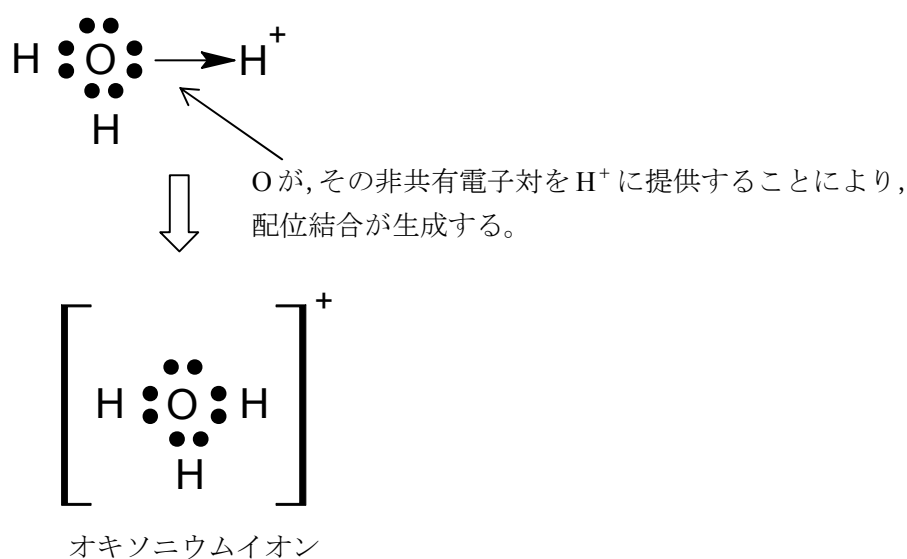 H O H+
H
Oが,その非共有電子対をH+に提供することにより,
配位結合が生成する。
+
H O H
H
オキソニウムイオン